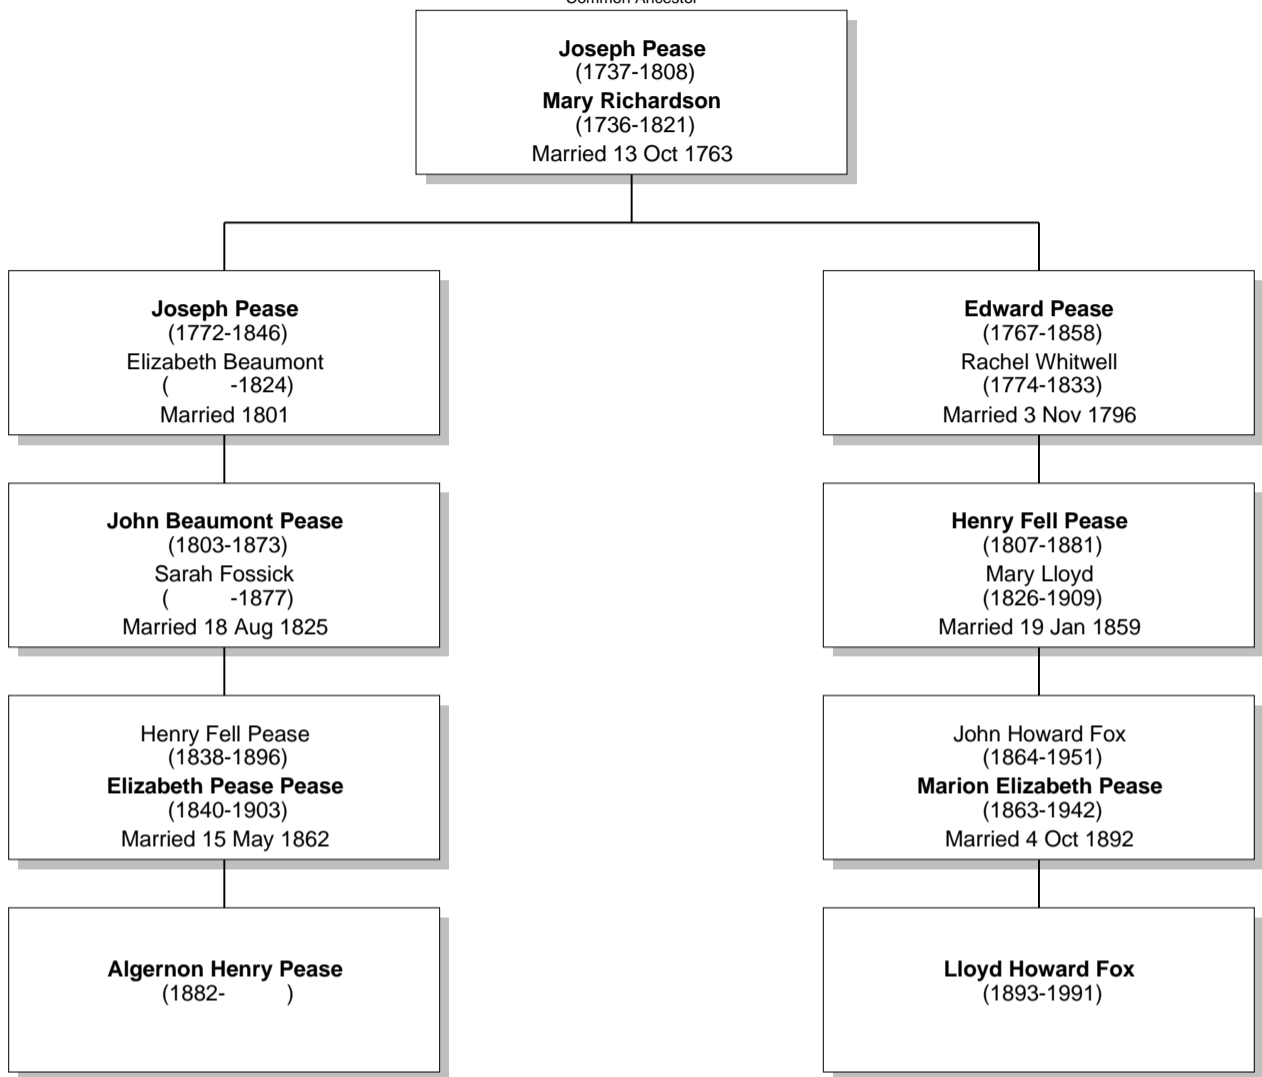 Common Ancestor
Joseph Pease
(1737-1808)
Mary Richardson
(1736-1821)
Married 13 Oct 1763
Joseph Pease
(1772-1846)
Elizabeth Beaumont
( -1824)
Married 1801
Edward Pease
(1767-1858)
Rachel Whitwell
(1774-1833)
Married 3 Nov 1796
John Beaumont Pease
(1803-1873)
Sarah Fossick
( -1877)
Married 18 Aug 1825
Henry Fell Pease
(1807-1881)
Mary Lloyd
(1826-1909)
Married 19 Jan 1859
Henry Fell Pease
(1838-1896)
Elizabeth Pease Pease
(1840-1903)
Married 15 May 1862
John Howard Fox
(1864-1951)
Marion Elizabeth Pease
(1863-1942)
Married 4 Oct 1892
Algernon Henry Pease
(1882- )
Lloyd Howard Fox
(1893-1991)